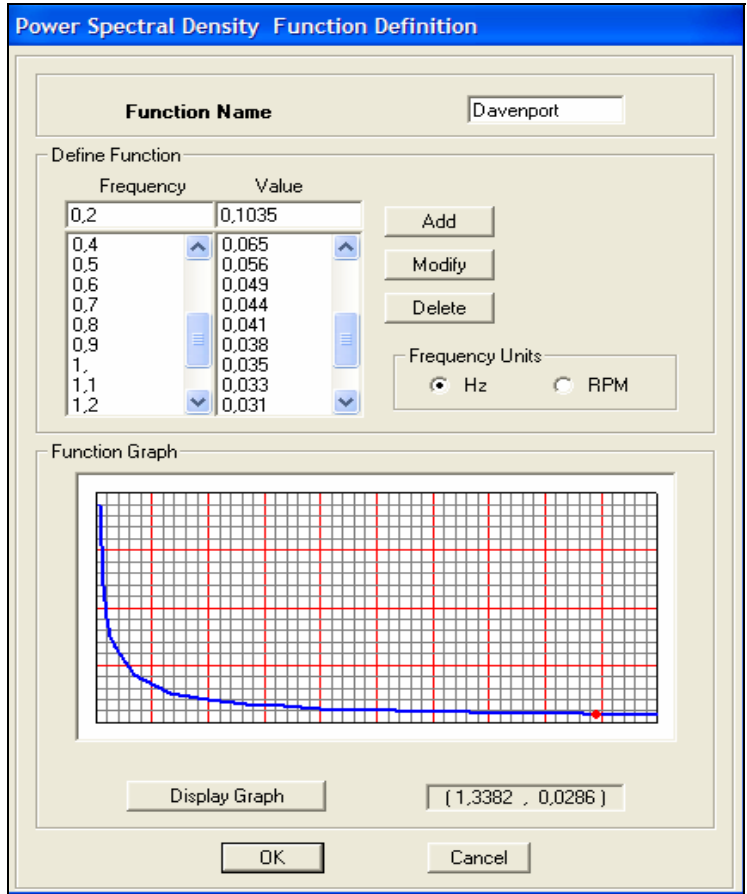 Power Spectral Density Function Definition
Function Name Davenport
Define Function
Frequency Value
0,2 0,1035
0,4 0,065
0,5 0,056
0,6 0,049
0,7 0,044
0,8 0,041
0,9 0,038
1, 0,035
1,1 0,033
1,2 0,031
Add
Modify
Delete
Frequency Units
Hz RPM
Function Graph
Display Graph (1,3382 , 0,0286 )
OK Cancel